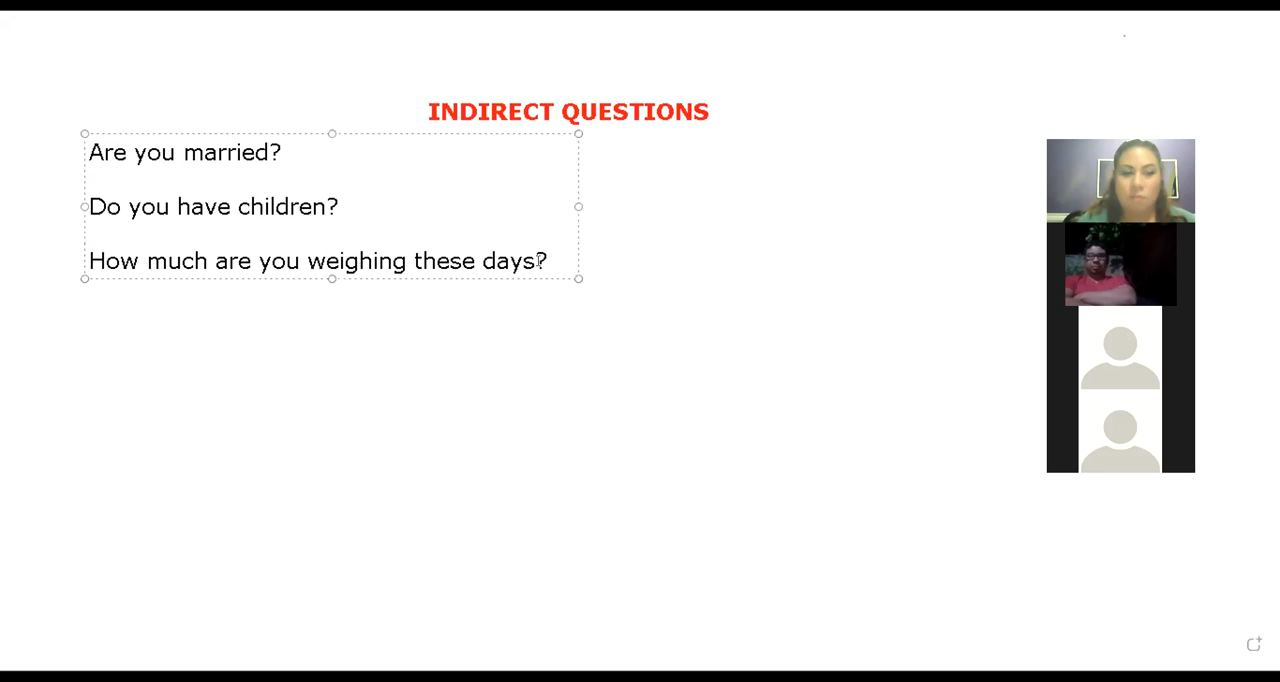 INDIRECT QUESTIONS
Are you married?
Do you have children?
How much are you weighing these days?